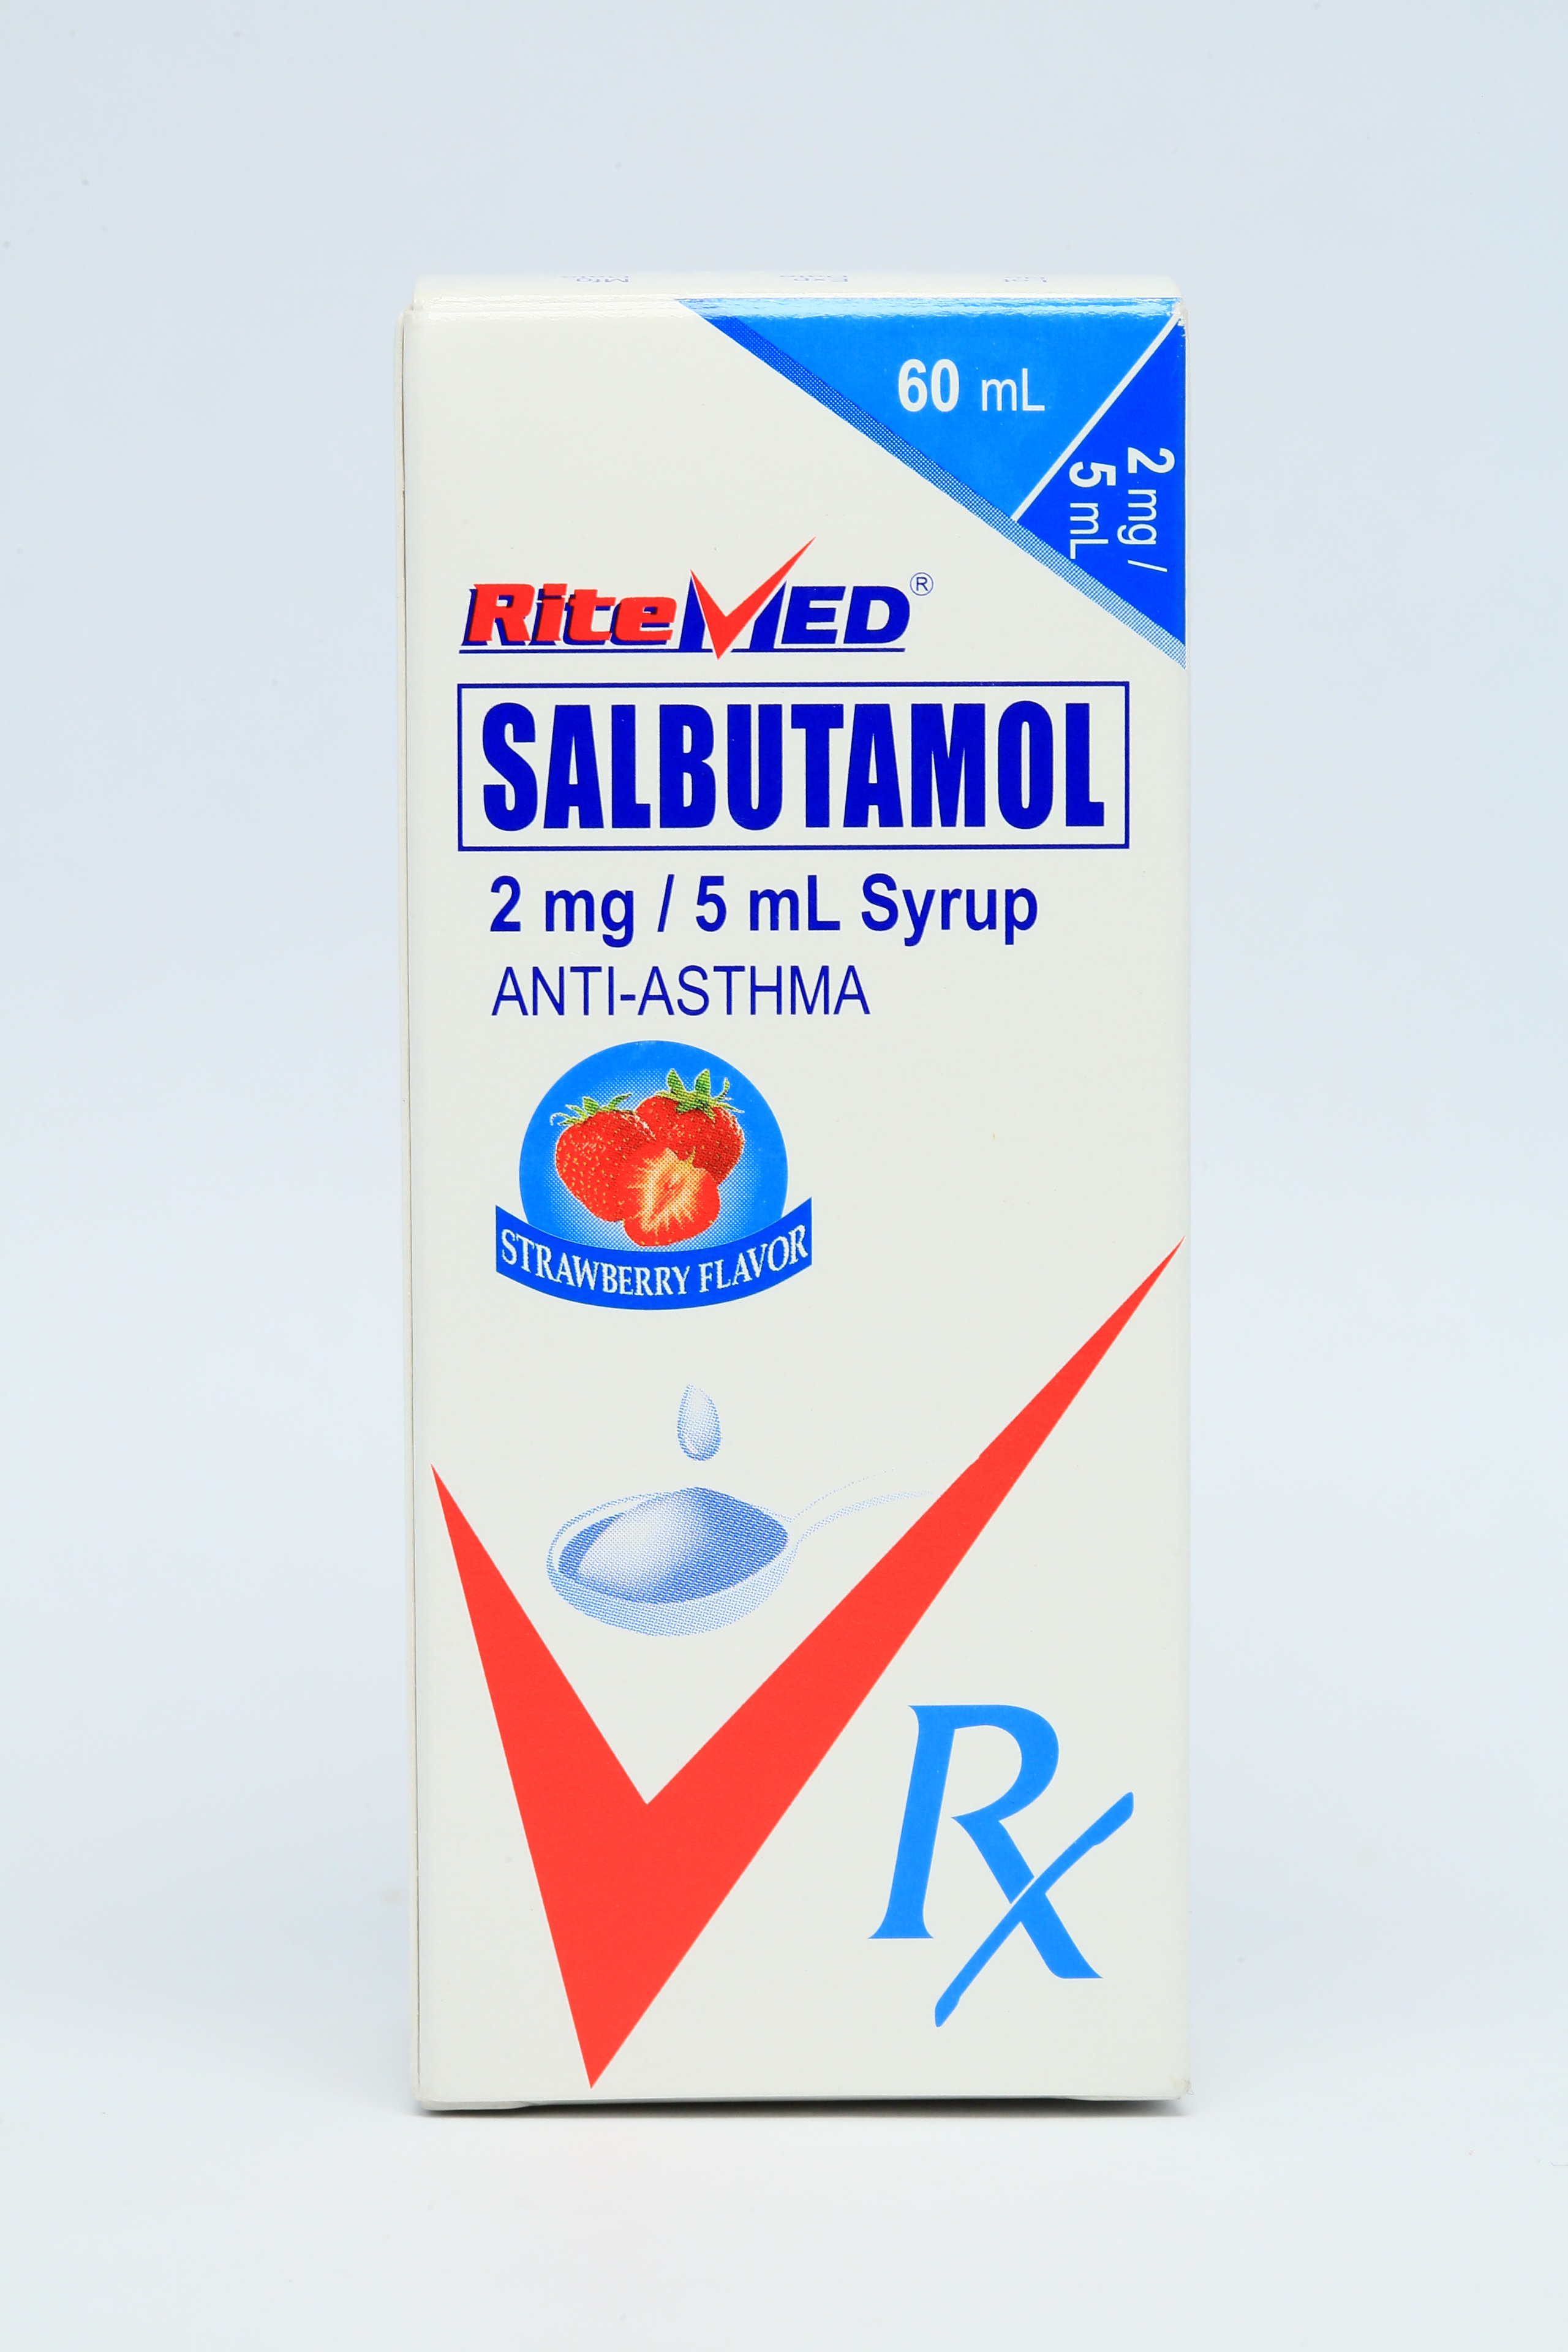 60 mL
2 mg /
5 mL
RiteMED®
SALBUTAMOL
2 mg / 5 mL Syrup
ANTI-ASTHMA
STRAWBERRY FLAVOR
Rx